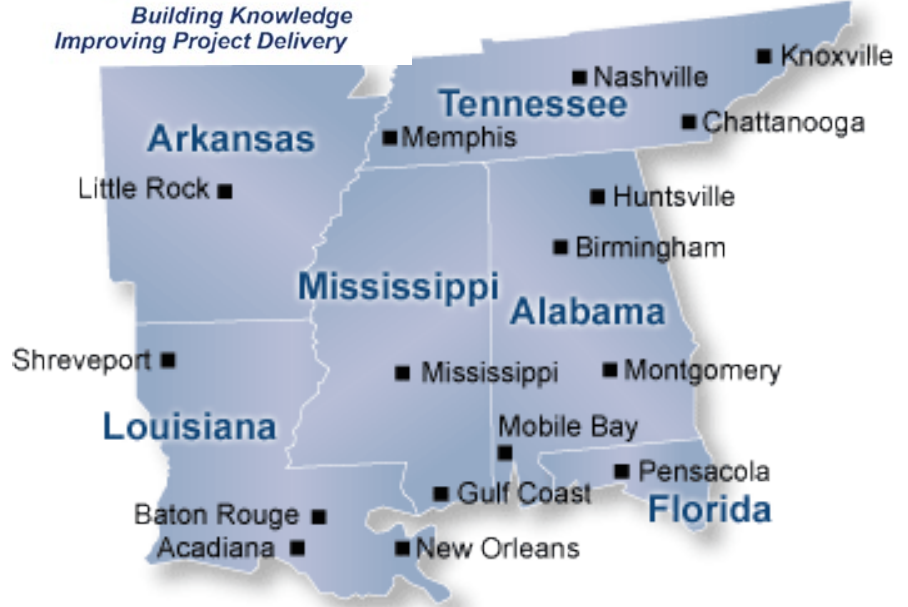 Building Knowledge
Improving Project Delivery
Knoxville
Nashville
Tennessee
Chattanooga
Arkansas
Memphis
Little Rock
Huntsville
Birmingham
Mississippi
Alabama
Shreveport
Mississippi
Montgomery
Louisiana
Mobile Bay
Pensacola
Gulf Coast
Florida
Baton Rouge
Acadiana
New Orleans